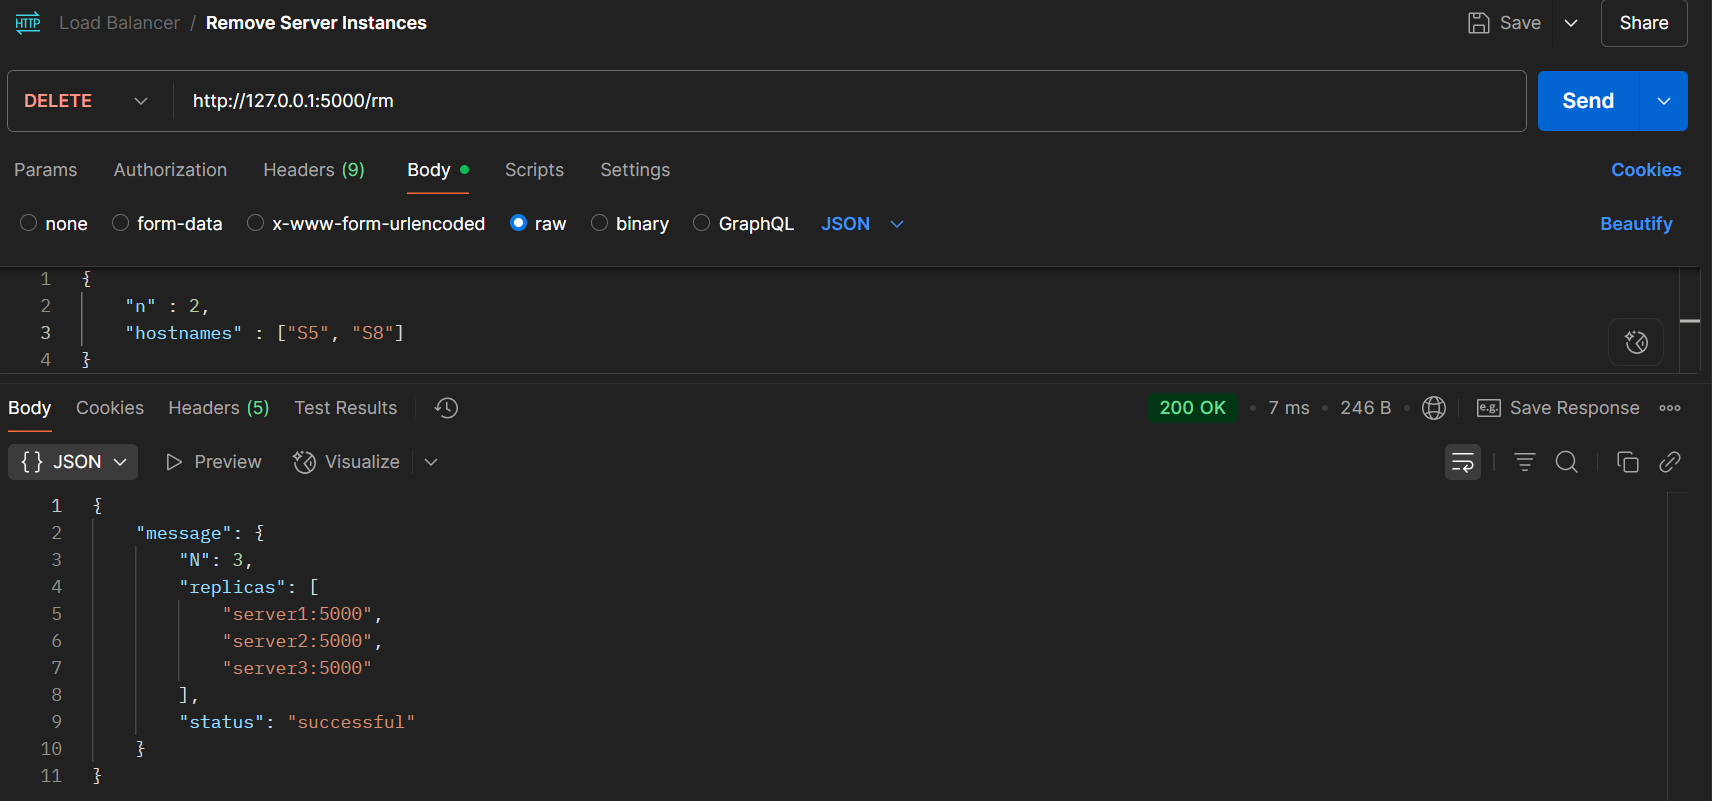 HTTP Load Balancer / Remove Server Instances Save Share
DELETE http://127.0.0.1:5000/rm Send
Params Authorization Headers (9) Body Scripts Settings Cookies
none form-data x-www-form-urlencoded raw binary GraphQL JSON Beautify
1 {
2 "n" : 2,
3 "hostnames" : ["S5", "S8"]
4 }
Body Cookies Headers (5) Test Results 200 OK • 7 ms • 246 B • e.g. Save Response
{} JSON Preview Visualize
1 {
2 "message": {
3 "N": 3,
4 "replicas": [
5 "server1:5000",
6 "server2:5000",
7 "server3:5000"
8 ],
9 "status": "successful"
10 }
11 }